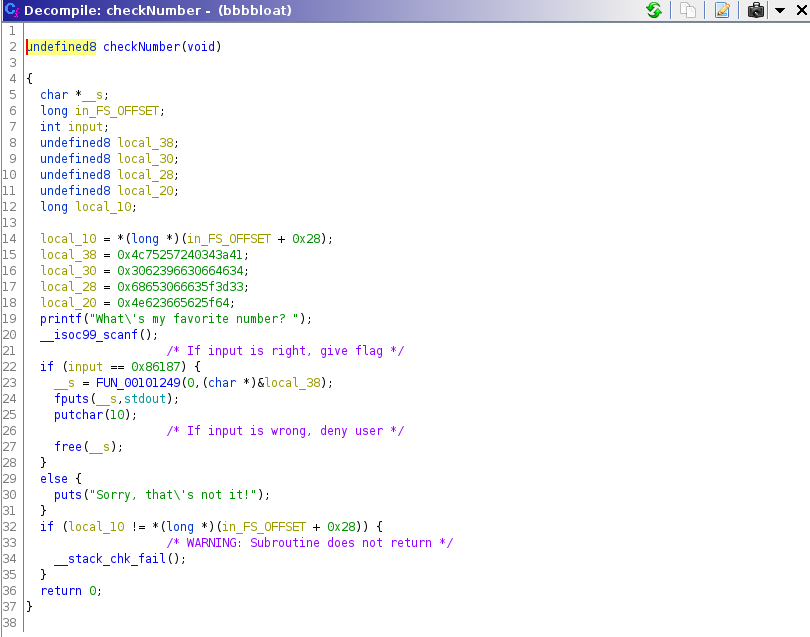 Decompile: checkNumber - (bbbbloat)
1
2 undefined8 checkNumber(void)
3
4 {
5 char *__s;
6 long in_FS_OFFSET;
7 int input;
8 undefined8 local_38;
9 undefined8 local_30;
10 undefined8 local_28;
11 undefined8 local_20;
12 long local_10;
13
14 local_10 = *(long *)(in_FS_OFFSET + 0x28);
15 local_38 = 0x4c75257240343a41;
16 local_30 = 0x3062396630664634;
17 local_28 = 0x68653066635f3d33;
18 local_20 = 0x4e623665625f64;
19 printf("What\'s my favorite number? ");
20 __isoc99_scanf();
21 /* If input is right, give flag */
22 if (input == 0x86187) {
23 __s = FUN_00101249(0,(char *)&local_38);
24 fputs(__s,stdout);
25 putchar(10);
26 /* If input is wrong, deny user */
27 free(__s);
28 }
29 else {
30 puts("Sorry, that\'s not it!");
31 }
32 if (local_10 != *(long *)(in_FS_OFFSET + 0x28)) {
33 /* WARNING: Subroutine does not return */
34 __stack_chk_fail();
35 }
36 return 0;
37 }
38